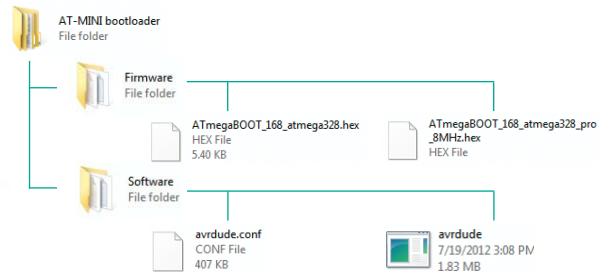 AT-MINI bootloader
File folder
Firmware
File folder
ATmegaBOOT_168_atmega328.hex
HEX File
5.40 KB
ATmegaBOOT_168_atmega328_pro
_8MHz.hex
HEX File
Software
File folder
avrdude.conf
CONF File
407 KB
avrdude
7/19/2012 3:08 PM
1.83 MB